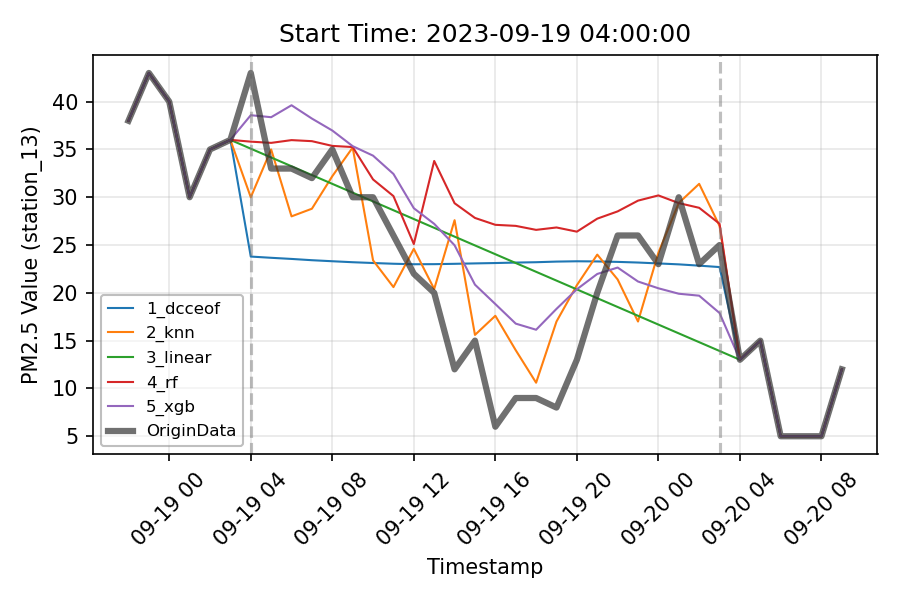 Start Time: 2023-09-19 04:00:00
PM2.5 Value (station_13)
40
35
30
25
20
15
10
5
1_dcceof
2_knn
3_linear
4_rf
5_xgb
OriginData
09-19 00
09-19 04
09-19 08
09-19 12
09-19 16
09-19 20
09-20 00
09-20 04
09-20 08
Timestamp